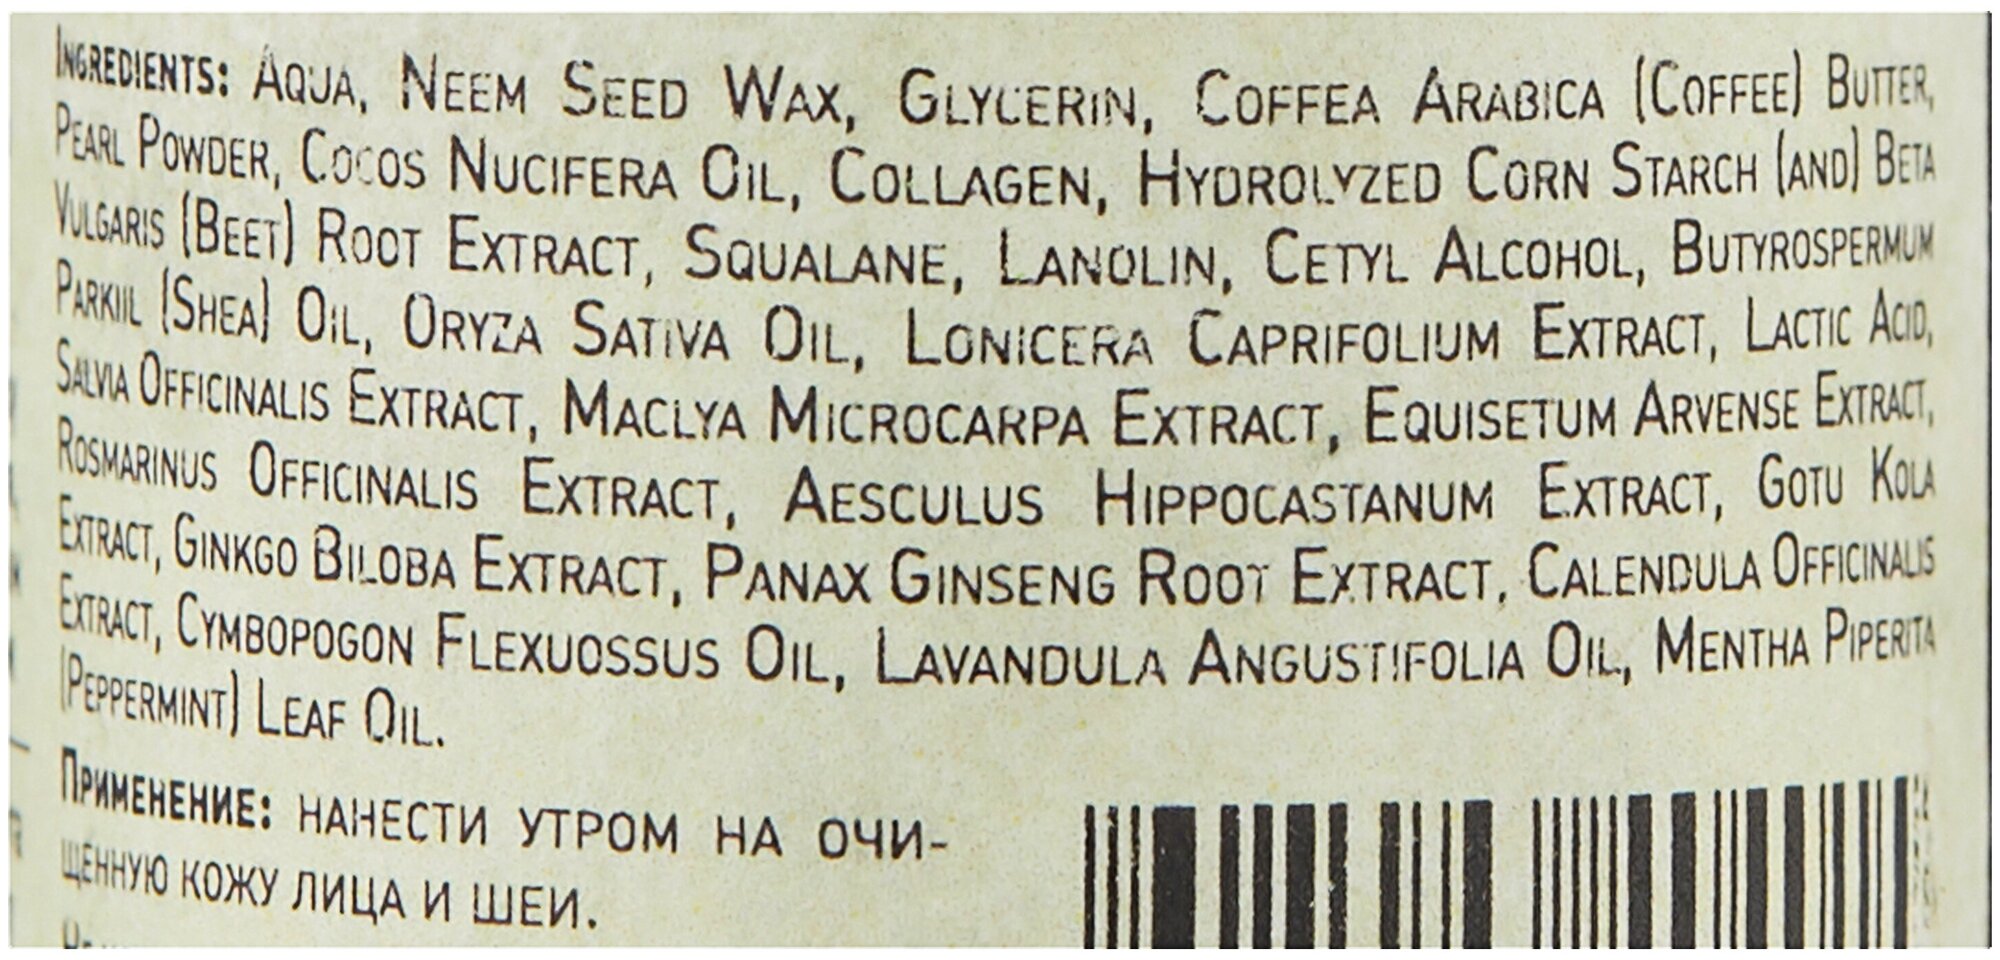 Ingredients: Aqua, Neem Seed Wax, Glycerin, Coffea Arabica (Coffee) Butter,
Pearl Powder, Cocos Nucifera Oil, Collagen, Hydrolyzed Corn Starch (and) Beta
Vulgaris (Beet) Root Extract, Squalane, Lanolin, Cetyl Alcohol, Butyrospermum
Parkiil (Shea) Oil, Oryza Sativa Oil, Lonicera Caprifolium Extract, Lactic Acid,
Salvia Officinalis Extract, Maclya Microcarpa Extract, Equisetum Arvense Extract,
Rosmarinus Officinalis Extract, Aesculus Hippocastanum Extract, Gotu Kola
Extract, Ginkgo Biloba Extract, Panax Ginseng Root Extract, Calendula Officinalis
Extract, Cymbopogon Flexuossus Oil, Lavandula Angustifolia Oil, Mentha Piperita
(Peppermint) Leaf Oil.
Применение: нанести утром на очи-
щенную кожу лица и шеи.